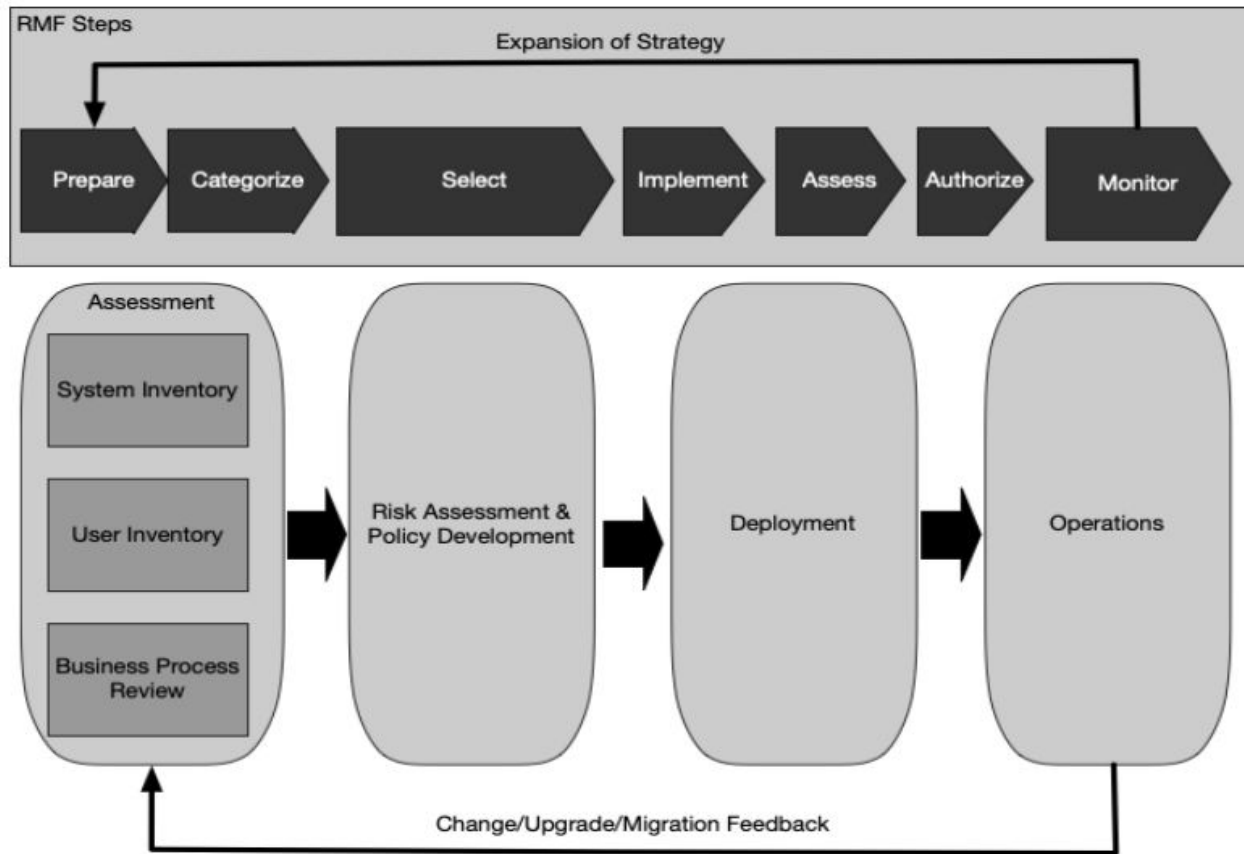 RMF Steps
Expansion of Strategy
Prepare
Categorize
Select
Implement
Assess
Authorize
Monitor
Assessment
System Inventory
User Inventory
Business Process
Review
Risk Assessment &
Policy Development
Deployment
Operations
Change/Upgrade/Migration Feedback